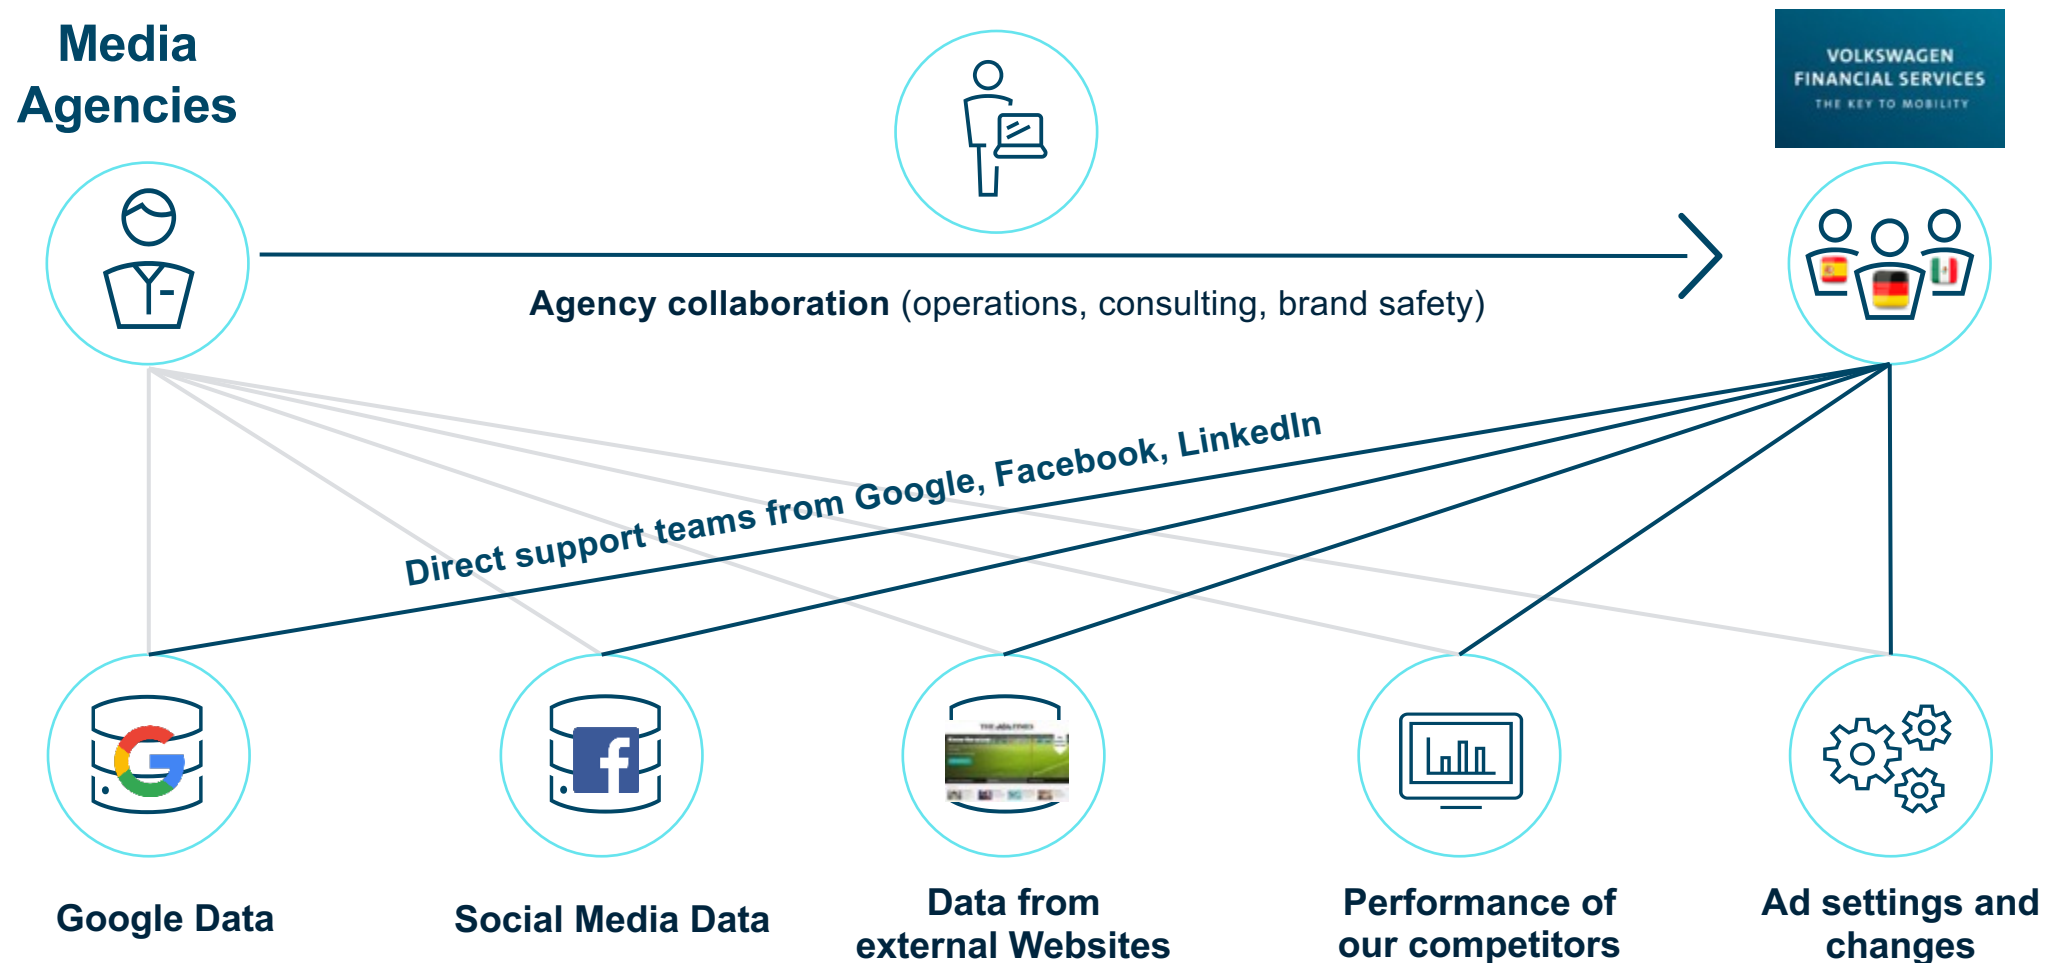 Media
Agencies
VOLKSWAGEN
FINANCIAL SERVICES
THE KEY TO MOBILITY
Agency collaboration (operations, consulting, brand safety)
Direct support teams from Google, Facebook, LinkedIn
Google Data
Social Media Data
Data from
external Websites
Performance of
our competitors
Ad settings and
changes